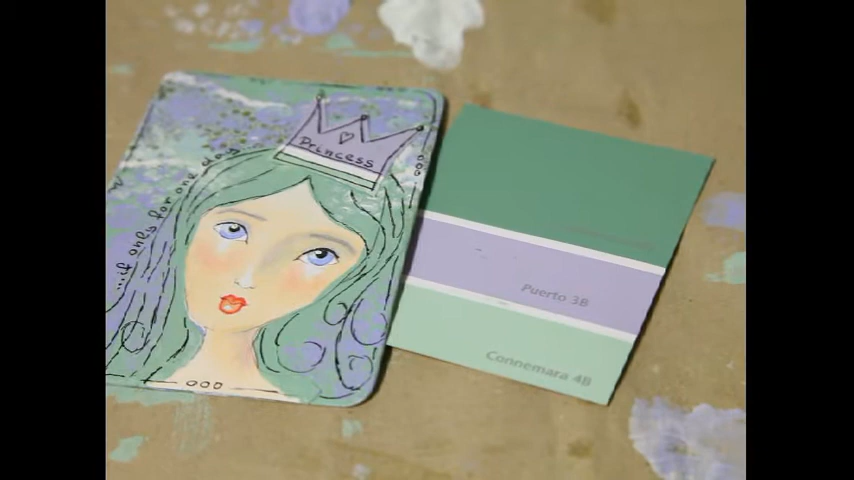 Princess
...if only for one day
Puerto 3B
Connemara 4B